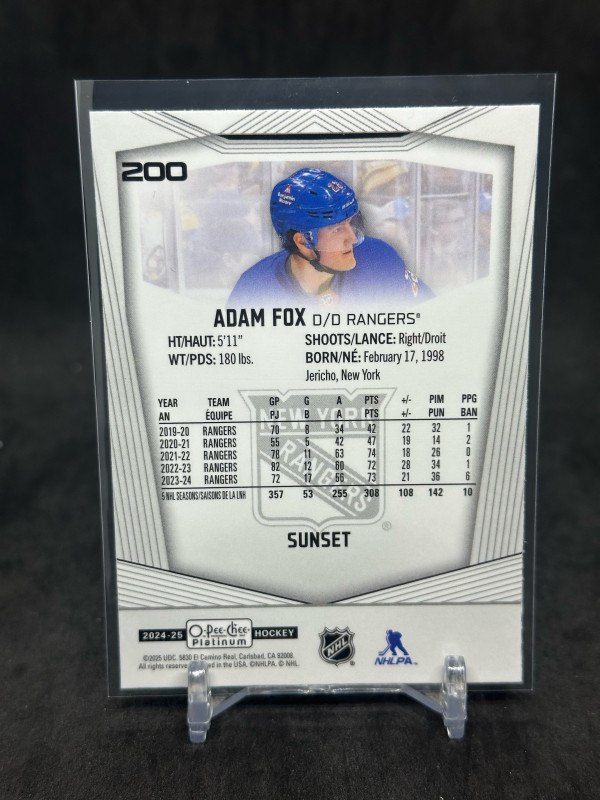 200
ADAM FOX D/D RANGERS®
HT/HAUT: 5'11" SHOOTS/LANCE: Right/Droit
WT/PDS: 180 lbs. BORN/NÉ: February 17, 1998
Jericho, New York
YEAR TEAM GP G A PTS +/- PIM PPG
AN ÉQUIPE PJ B A PTS +/- PUN BAN
2019-20 RANGERS 70 8 34 42 22 32 1
2020-21 RANGERS 55 5 42 47 19 14 2
2021-22 RANGERS 78 11 63 74 18 26 0
2022-23 RANGERS 82 12 60 72 28 34 1
2023-24 RANGERS 72 17 56 73 21 36 6
5 NHL SEASONS/SAISONS DE LA LNH 357 53 255 308 108 142 10
NEW YORK
RANGERS
®
SUNSET
2024-25 O-Pee-Chee Platinum HOCKEY
©2025 UDC. 5830 El Camino Real, Carlsbad, CA 92008.
All rights reserved in the USA. ©NHLPA. © NHL.
NHL
NHLPA